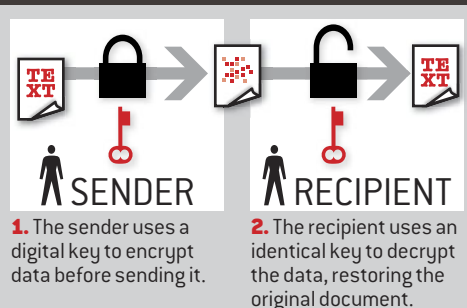 TE
XT
TE
XT
SENDER
RECIPIENT
1. The sender uses a
digital key to encrypt
data before sending it.
2. The recipient uses an
identical key to decrypt
the data, restoring the
original document.